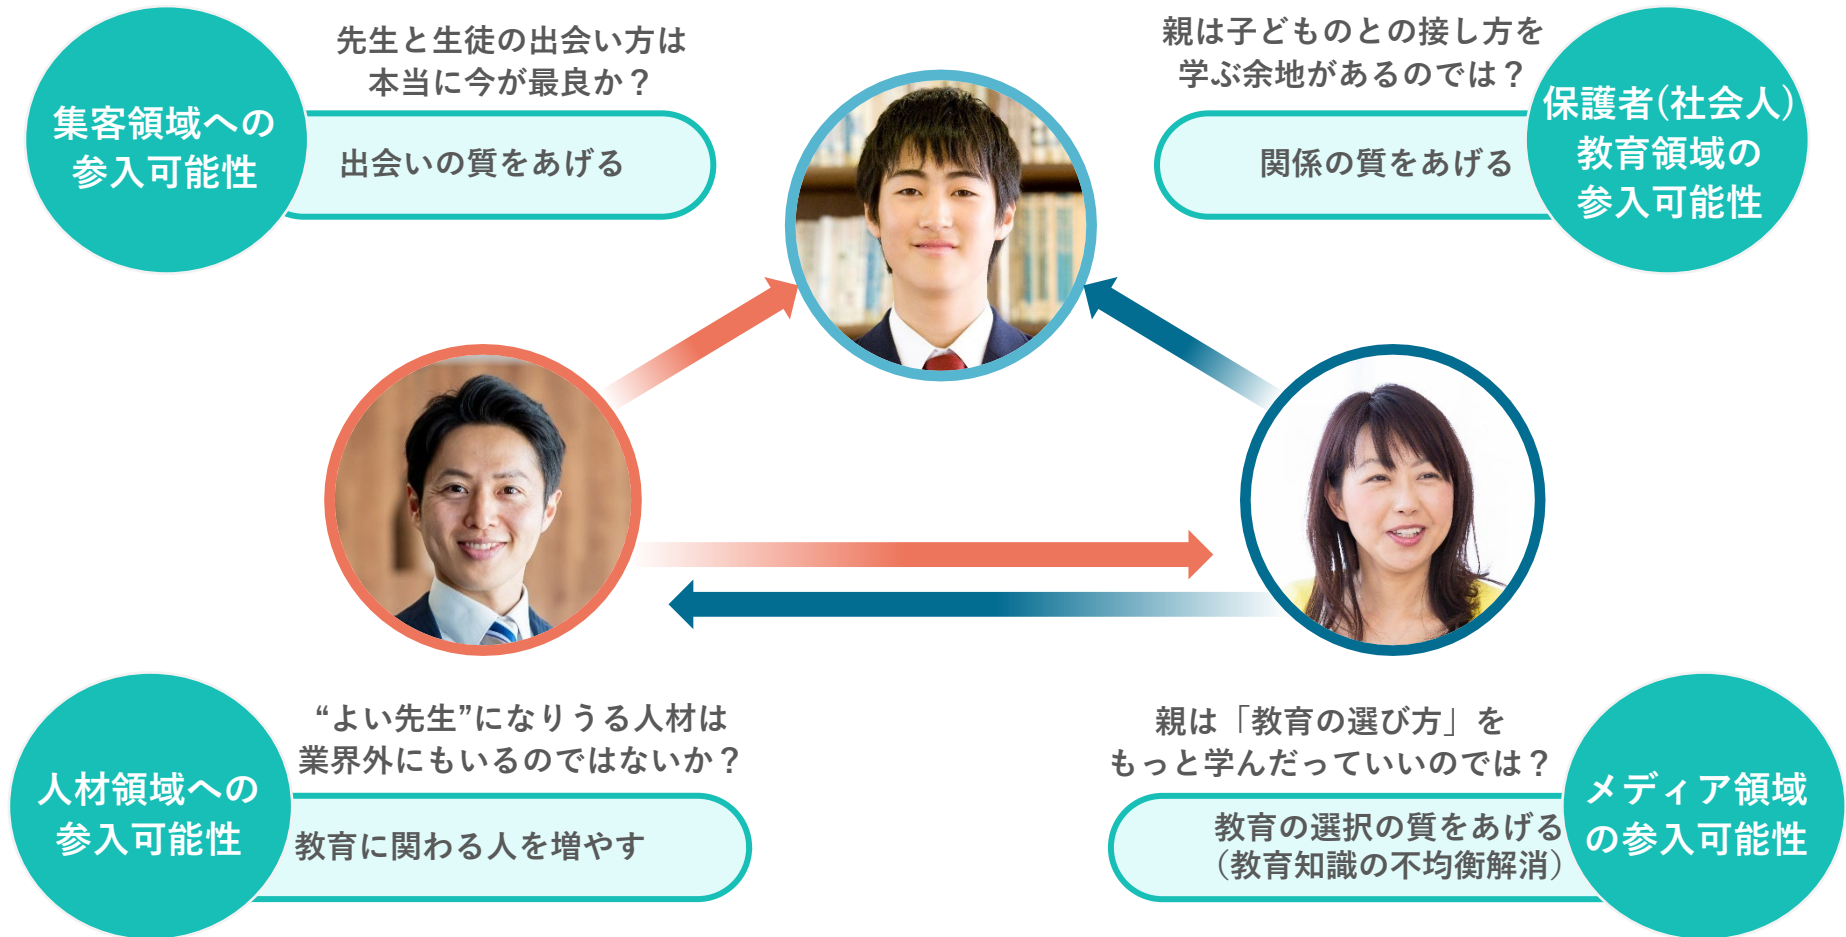 先生と生徒の出会い方は
本当に今が最良か？
集客領域への
参入可能性
出会いの質をあげる
親は子どものとの接し方を
学ぶ余地があるのでは？
保護者(社会人)
教育領域の
参入可能性
関係の質をあげる
“よい先生”になりうる人材は
業界外にもいるのではないか？
人材領域への
参入可能性
教育に関わる人を増やす
親は「教育の選び方」を
もっと学んだっていいのでは？
教育の選択の質をあげる
（教育知識の不均衡解消）
メディア領域
の参入可能性